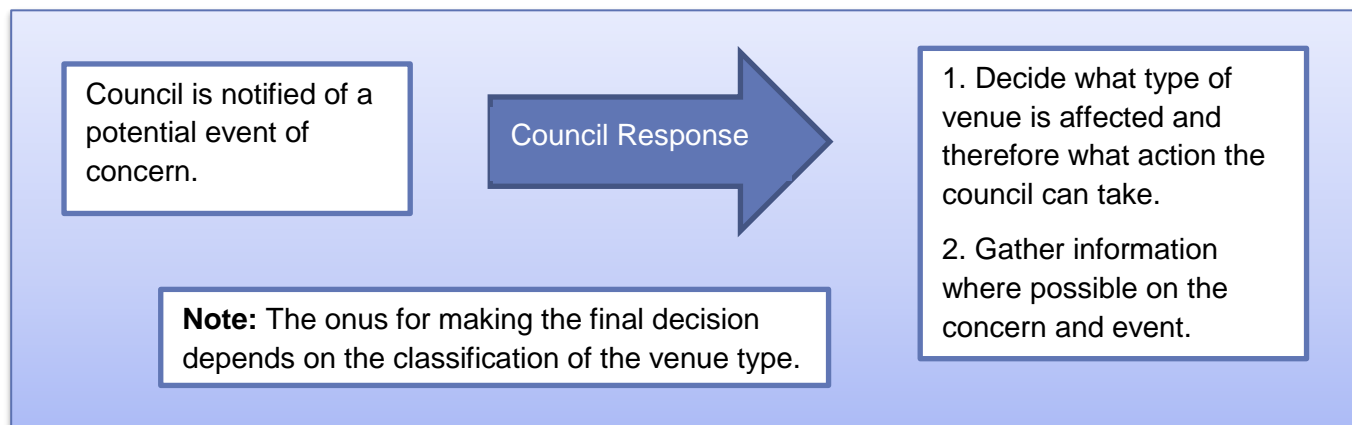 Council is notified of a
potential event of
concern.
Council Response
1. Decide what type of
venue is affected and
therefore what action the
council can take.
2. Gather information
where possible on the
concern and event.
Note: The onus for making the final decision
depends on the classification of the venue type.